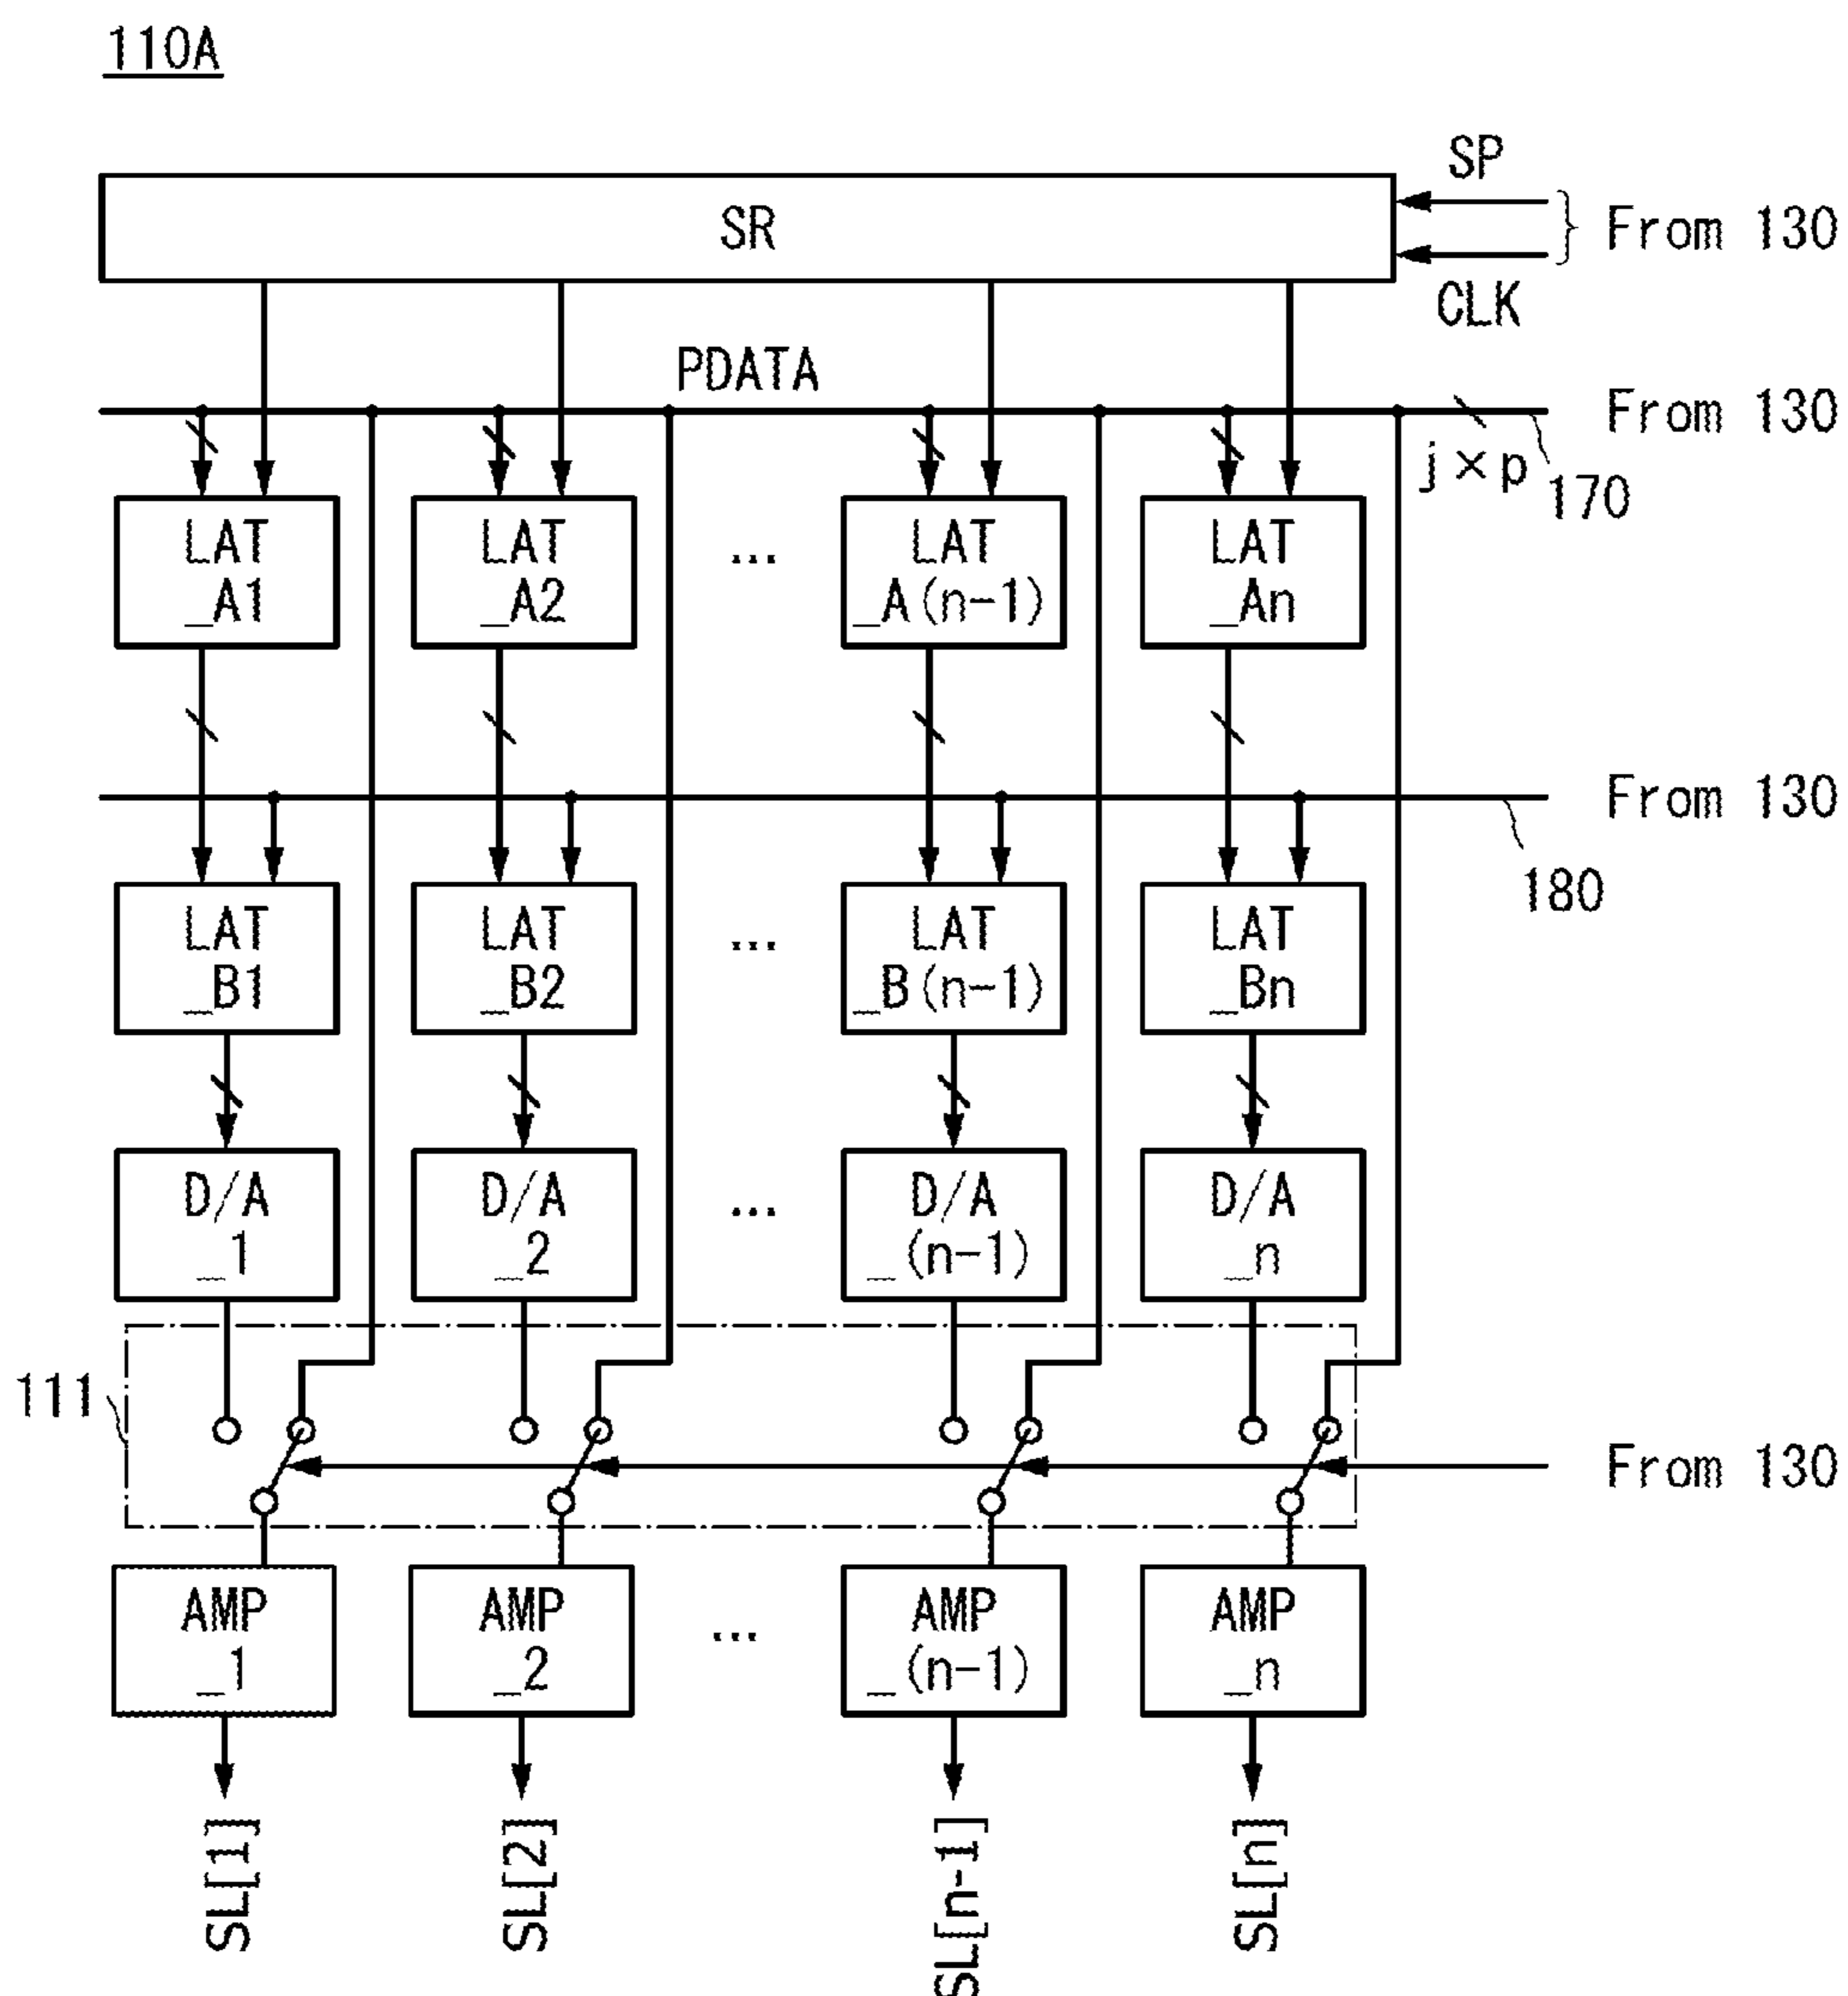 110A
SP
SR
From 130
CLK
PDATA
From 130
j×p
170
LAT _A1
LAT _A2
...
LAT _A(n-1)
LAT _An
From 130
180
LAT _B1
LAT _B2
...
LAT _B(n-1)
LAT _Bn
D/A _1
D/A _2
...
D/A _(n-1)
D/A _n
111
From 130
AMP _1
AMP _2
...
AMP _(n-1)
AMP _n
SL[1]
SL[2]
SL[n-1]
SL[n]